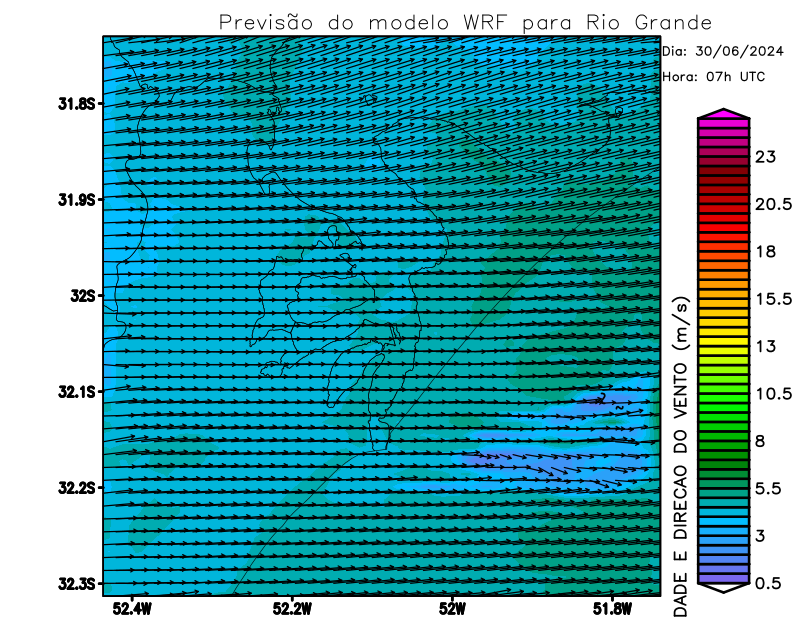 Previsão do modelo WRF para Rio Grande
Dia: 30/06/2024
Hora: 07h UTC
31.8S
31.9S
32S
32.1S
32.2S
32.3S
52.4W
52.2W
52W
51.8W
DADE E DIRECAO DO VENTO (m/s)
23
20.5
18
15.5
13
10.5
8
5.5
3
0.5